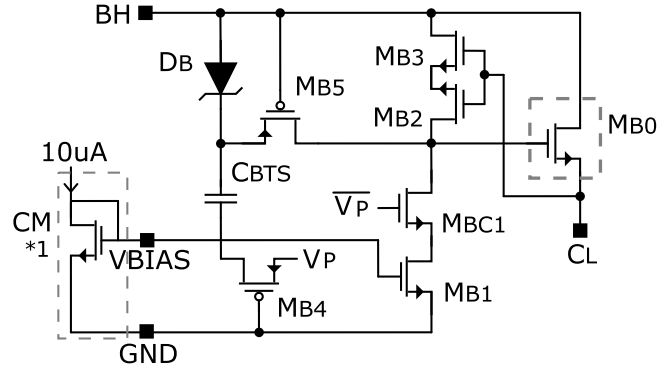 BH
DB
MB3
MB5
MB2
MB0
10uA
CBTS
VP
MBC1
CM
*1
VBIAS
VP
CL
MB1
MB4
GND